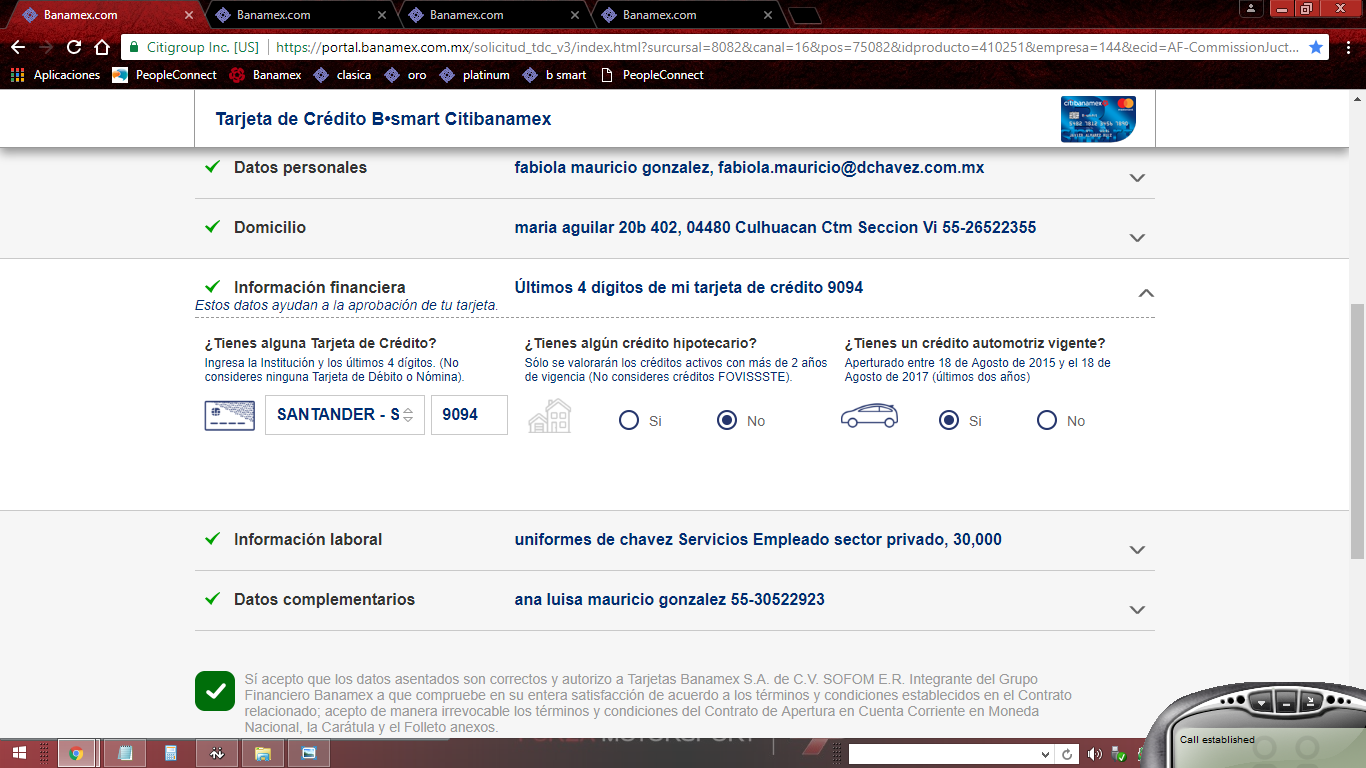 Banamex.com
Banamex.com
Banamex.com
Banamex.com
Citigroup Inc. [US] https://portal.banamex.com.mx/solicitud_tdc_v3/index.html?surcursal=8082&canal=16&pos=75082&idproducto=410251&empresa=144&ecid=AF-CommissionJuct...
Aplicaciones PeopleConnect Banamex clasica oro platinum b smart PeopleConnect
Tarjeta de Crédito B•smart Citibanamex
citibanamex
Datos personales fabiola mauricio gonzalez, fabiola.mauricio@dchavez.com.mx
Domicilio maria aguilar 20b 402, 04480 Culhuacan Ctm Seccion Vi 55-26522355
Información financiera Últimos 4 dígitos de mi tarjeta de crédito 9094
Estos datos ayudan a la aprobación de tu tarjeta.
¿Tienes alguna Tarjeta de Crédito? ¿Tienes algún crédito hipotecario? ¿Tienes un crédito automotriz vigente?
Ingresa la Institución y los últimos 4 dígitos. (No Sólo se valorarán los créditos activos con más de 2 años Aperturado entre 18 de Agosto de 2015 y el 18 de
consideres ninguna Tarjeta de Débito o Nómina). de vigencia (No consideres créditos FOVISSSTE). Agosto de 2017 (últimos dos años)
SANTANDER - S 9094 Si No Si No
Información laboral uniformes de chavez Servicios Empleado sector privado, 30,000
Datos complementarios ana luisa mauricio gonzalez 55-30522923
Sí acepto que los datos asentados son correctos y autorizo a Tarjetas Banamex S.A. de C.V. SOFOM E.R. Integrante del Grupo
Financiero Banamex a que compruebe en su entera satisfacción de acuerdo a los términos y condiciones establecidos en el Contrato
relacionado; acepto de manera irrevocable los términos y condiciones del Contrato de Apertura en Cuenta Corriente en Moneda
Nacional, la Carátula y el Folleto anexos.
Call established